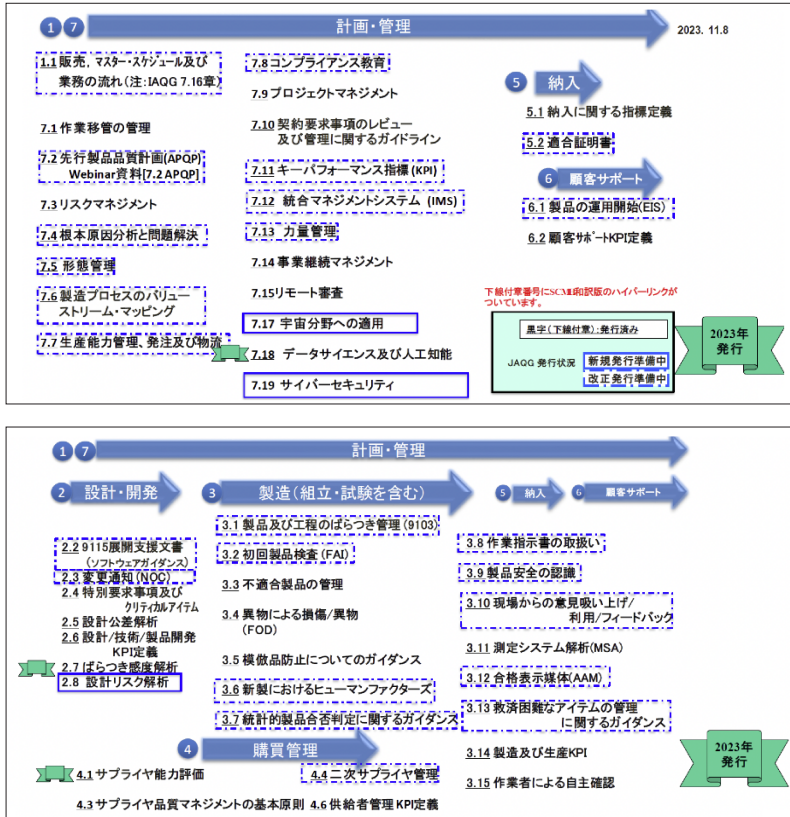 1 7 計画・管理
2023. 11.8
1.1 販売, マスター・スケジュール及び
業務の流れ(注:IAQG 7.16章)
7.1 作業移管の管理
7.2 先行製品品質計画(APQP)
Webinar資料[7.2 APQP]
7.3 リスクマネジメント
7.4 根本原因分析と問題解決
7.5 形態管理
7.6 製造プロセスのバリュー
ストリーム・マッピング
7.7 生産能力管理、発注及び物流
7.8 コンプライアンス教育
7.9 プロジェクトマネジメント
7.10 契約要求事項のレビュー
及び管理に関するガイドライン
7.11 キーパフォーマンス指標 (KPI)
7.12 統合マネジメントシステム (IMS)
7.13 力量管理
7.14 事業継続マネジメント
7.15リモート審査
7.17 宇宙分野への適用
7.18 データサイエンス及び人工知能
7.19 サイバーセキュリティ
5 納入
5.1 納入に関する指標定義
5.2 適合証明書
6 顧客サポート
6.1 製品の運用開始(EIS)
6.2 顧客サポートKPI定義
下線付章番号にSCMH和訳版のハイパーリンクが
ついています。
黒字(下線付章):発行済み
JAQG 発行状況
新規発行準備中
改正発行準備中
2023年
発行
1 7 計画・管理
2 設計・開発
3 製造(組立・試験を含む)
5 納入
6 顧客サポート
2.2 9115展開支援文書
(ソフトウェアガイダンス)
2.3 変更通知(NOC)
2.4 特別要求事項及び
クリティカルアイテム
2.5 設計公差解析
2.6 設計/技術/製品開発
KPI定義
2.7 ばらつき感度解析
2.8 設計リスク解析
3.1 製品及び工程のばらつき管理 (9103)
3.2 初回製品検査(FAI)
3.3 不適合製品の管理
3.4 異物による損傷/異物
(FOD)
3.5 模倣品防止についてのガイダンス
3.6 新製におけるヒューマンファクターズ
3.7 統計的製品合否判定に関するガイダンス
3.8 作業指示書の取扱い
3.9 製品安全の認識
3.10 現場からの意見吸い上げ/
利用/フィードバック
3.11 測定システム解析(MSA)
3.12 合格表示媒体(AAM)
3.13 救済困難なアイテムの管理
に関するガイダンス
3.14 製造及び生産KPI
3.15 作業者による自主確認
4 購買管理
4.1 サプライヤ能力評価
4.4 二次サプライヤ管理
4.3 サプライヤ品質マネジメントの基本原則 4.6 供給者管理 KPI定義
2023年
発行